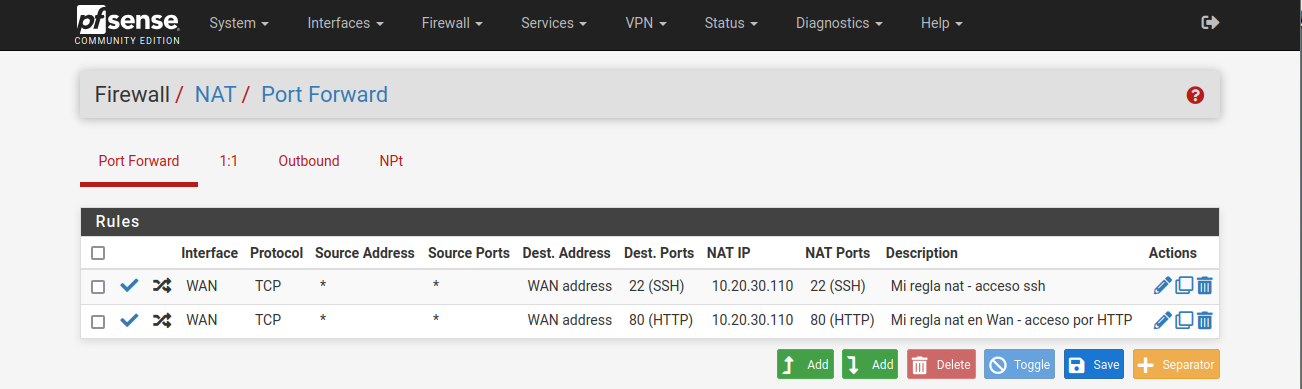 pfsense System Interfaces Firewall Services VPN Status Diagnostics Help
COMMUNITY EDITION
Firewall / NAT / Port Forward ?
Port Forward 1:1 Outbound NPt
Rules
Interface Protocol Source Address Source Ports Dest. Address Dest. Ports NAT IP NAT Ports Description Actions
WAN TCP * * WAN address 22 (SSH) 10.20.30.110 22 (SSH) Mi regla nat - acceso ssh
WAN TCP * * WAN address 80 (HTTP) 10.20.30.110 80 (HTTP) Mi regla nat en Wan - acceso por HTTP
Add Add Delete Toggle Save Separator